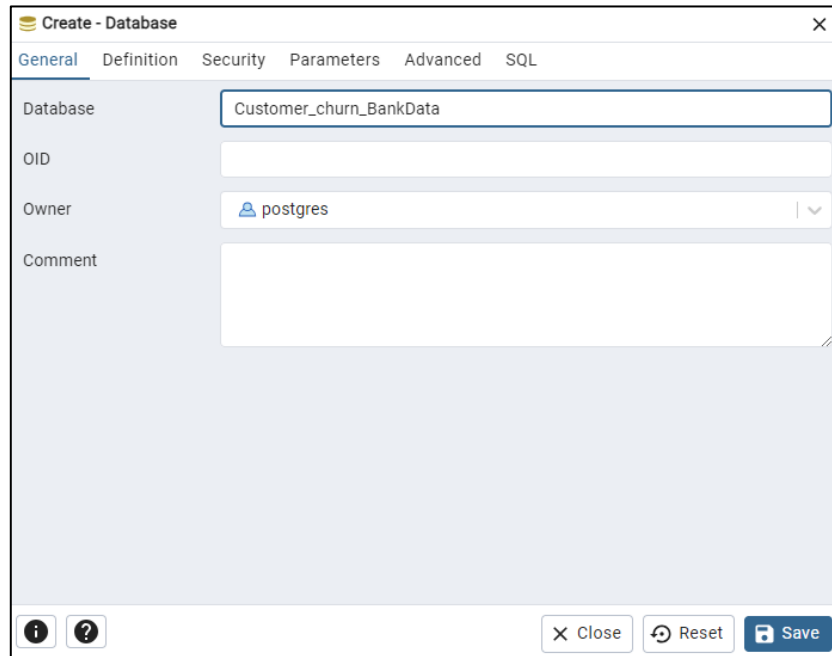 Create - Database
General Definition Security Parameters Advanced SQL
Database Customer_churn_BankData
OID
Owner postgres
Comment
Close Reset Save